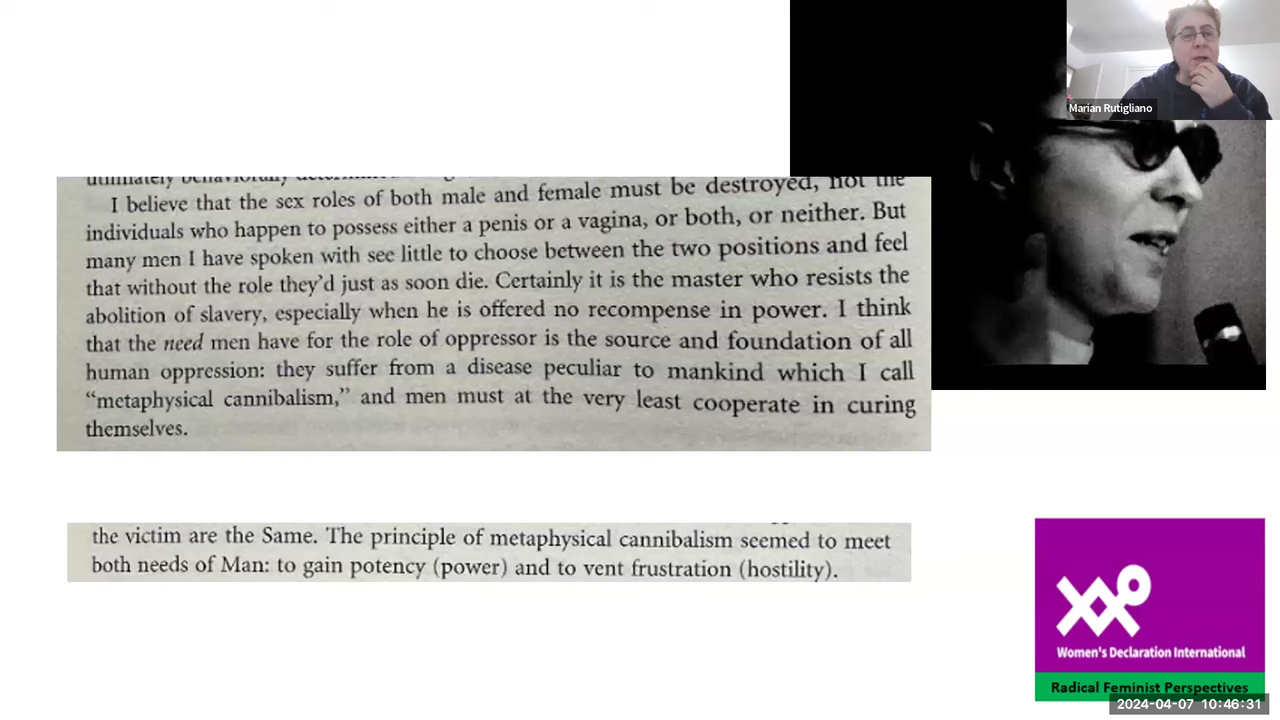 Marian Rutigliano
I believe that the sex roles of both male and female must be destroyed, not the
individuals who happen to possess either a penis or a vagina, or both, or neither. But
many men I have spoken with see little to choose between the two positions and feel
that without the role they'd just as soon die. Certainly it is the master who resists the
abolition of slavery, especially when he is offered no recompense in power. I think
that the need men have for the role of oppressor is the source and foundation of all
human oppression: they suffer from a disease peculiar to mankind which I call
“metaphysical cannibalism,” and men must at the very least cooperate in curing
themselves.
the victim are the Same. The principle of metaphysical cannibalism seemed to meet
both needs of Man: to gain potency (power) and to vent frustration (hostility).
Women's Declaration International
Radical Feminist Perspectives
2024-04-07 10:46:31